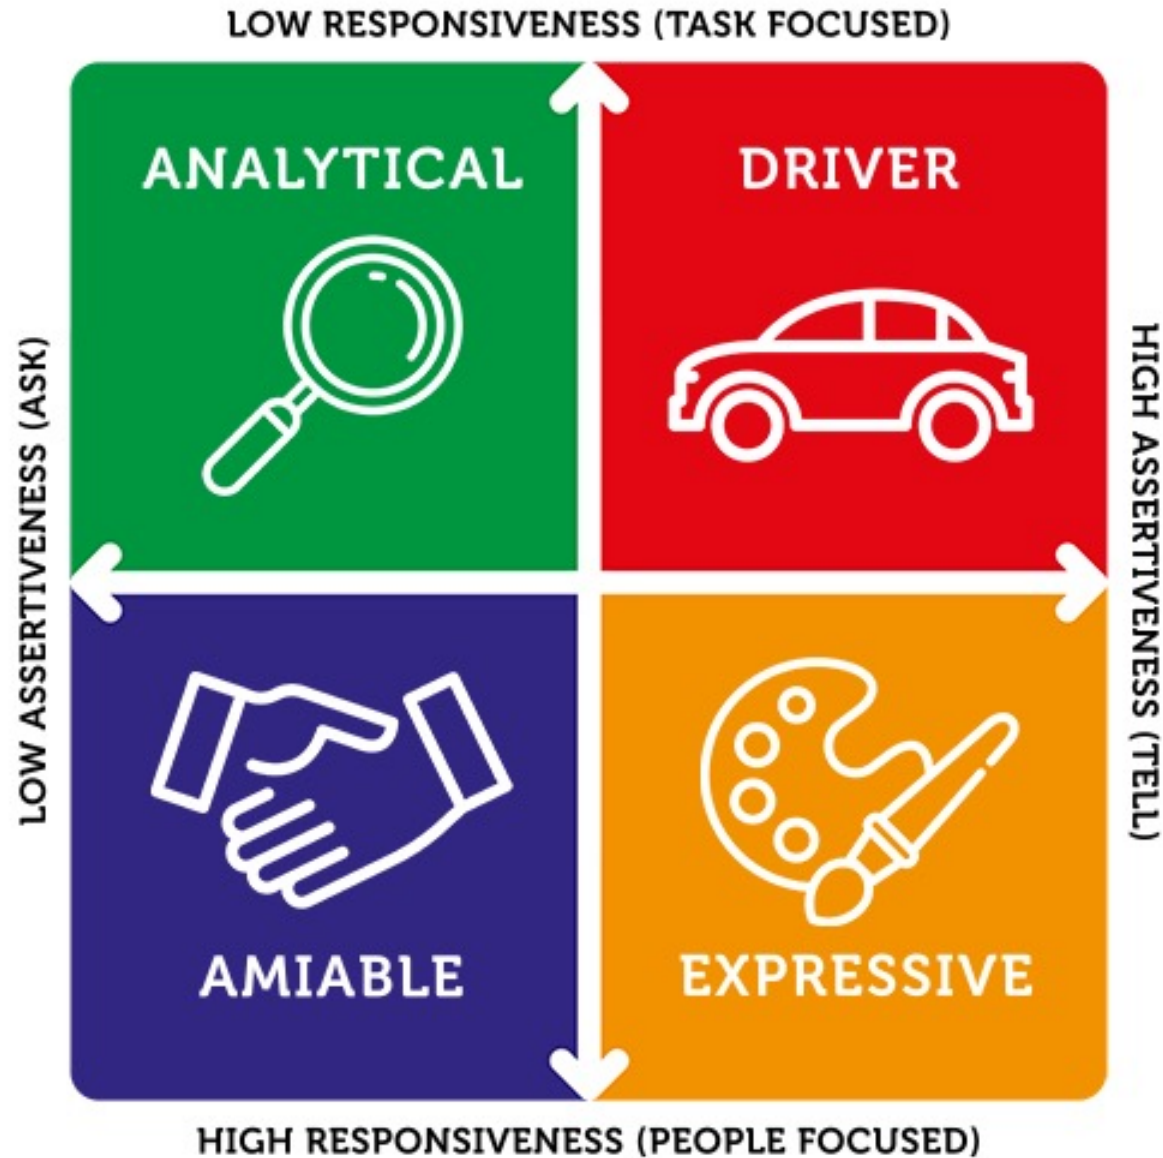 LOW RESPONSIVENESS (TASK FOCUSED)
ANALYTICAL
DRIVER
LOW ASSERTIVENESS (ASK)
HIGH ASSERTIVENESS (TELL)
AMIABLE
EXPRESSIVE
HIGH RESPONSIVENESS (PEOPLE FOCUSED)